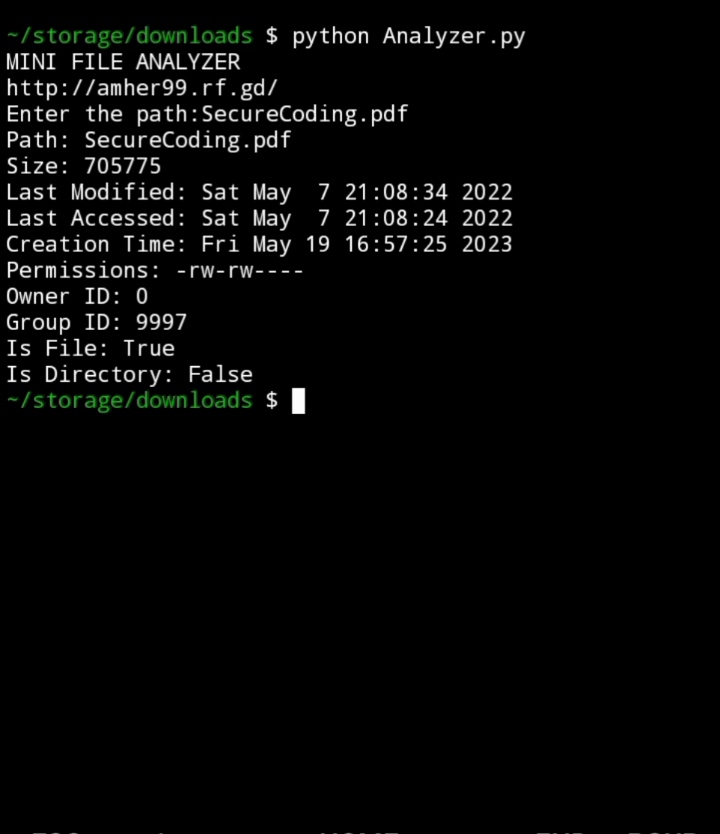 ~/storage/downloads $ python Analyzer.py
MINI FILE ANALYZER
http://amher99.rf.gd/
Enter the path:SecureCoding.pdf
Path: SecureCoding.pdf
Size: 705775
Last Modified: Sat May  7 21:08:34 2022
Last Accessed: Sat May  7 21:08:24 2022
Creation Time: Fri May 19 16:57:25 2023
Permissions: -rw-rw----
Owner ID: 0
Group ID: 9997
Is File: True
Is Directory: False
~/storage/downloads $